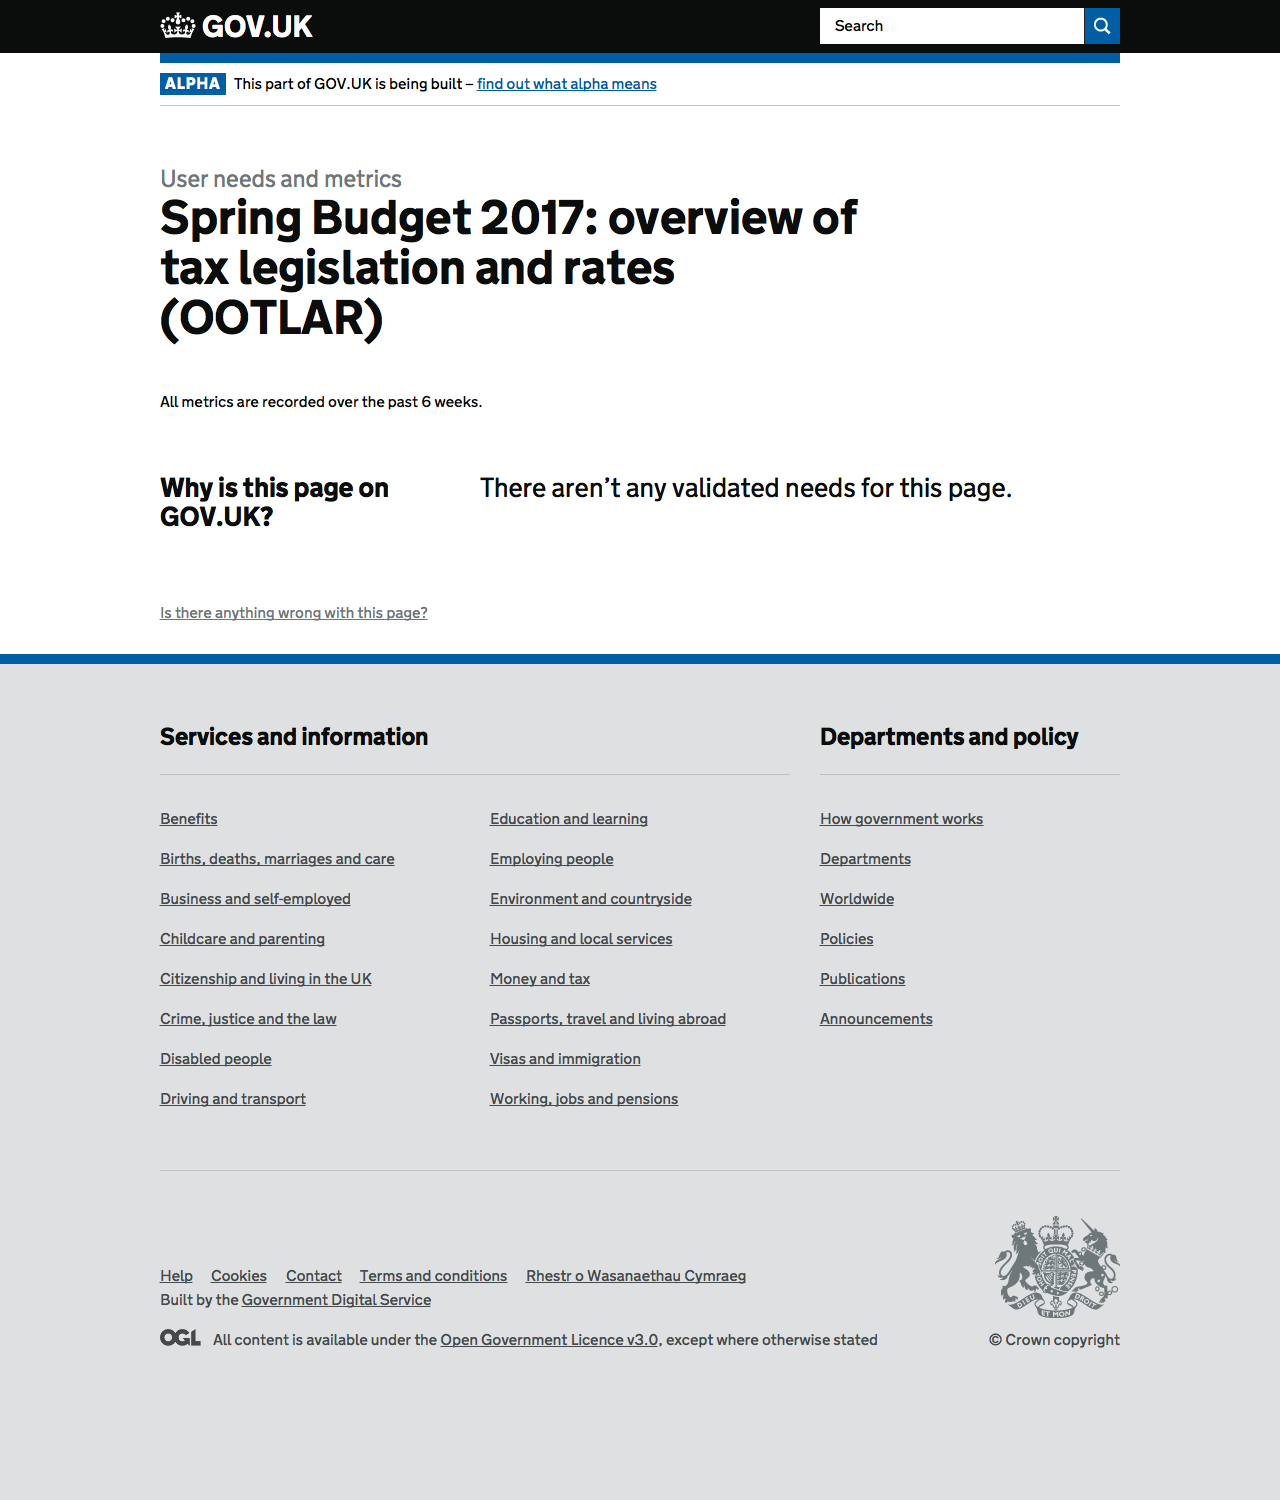 GOV.UK
Search
ALPHA This part of GOV.UK is being built – find out what alpha means
User needs and metrics
Spring Budget 2017: overview of
tax legislation and rates
(OOTLAR)
All metrics are recorded over the past 6 weeks.
Why is this page on
GOV.UK?
There aren’t any validated needs for this page.
Is there anything wrong with this page?
Services and information
Benefits
Births, deaths, marriages and care
Business and self-employed
Childcare and parenting
Citizenship and living in the UK
Crime, justice and the law
Disabled people
Driving and transport
Education and learning
Employing people
Environment and countryside
Housing and local services
Money and tax
Passports, travel and living abroad
Visas and immigration
Working, jobs and pensions
Departments and policy
How government works
Departments
Worldwide
Policies
Publications
Announcements
Help Cookies Contact Terms and conditions Rhestr o Wasanaethau Cymraeg
Built by the Government Digital Service
OGL All content is available under the Open Government Licence v3.0, except where otherwise stated
DIEU ET MON DROIT
© Crown copyright